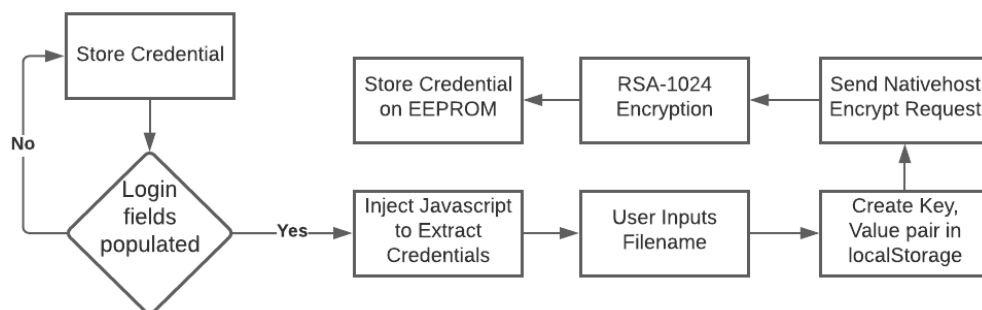 Store Credential
No
Login
fields
populated
Yes
Inject Javascript
to Extract
Credentials
User Inputs
Filename
Create Key,
Value pair in
localStorage
Send Nativehost
Encrypt Request
RSA-1024
Encryption
Store Credential
on EEPROM